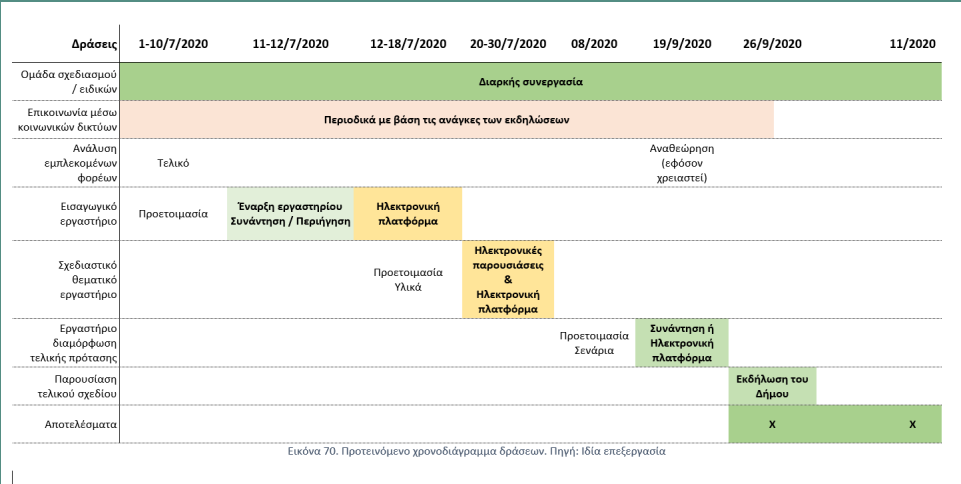 Δράσεις 1-10/7/2020 11-12/7/2020 12-18/7/2020 20-30/7/2020 08/2020 19/9/2020 26/9/2020 11/2020
Ομάδα σχεδιασμού
/ ειδικών
Διαρκής συνεργασία
Επικοινωνία μέσω
κοινωνικών δικτύων
Περιοδικά με βάση τις ανάγκες των εκδηλώσεων
Ανάλυση
εμπλεκομένων
φορέων
Τελικό
Αναθεώρηση
(εφόσον
χρειαστεί)
Εισαγωγικό
εργαστήριο
Προετοιμασία
Έναρξη εργαστηρίου
Συνάντηση / Περιήγηση
Ηλεκτρονική
πλατφόρμα
Σχεδιαστικό
θεματικό
εργαστήριο
Προετοιμασία
Υλικά
Ηλεκτρονικές
παρουσιάσεις
&
Ηλεκτρονική
πλατφόρμα
Εργαστήριο
διαμόρφωση
τελικής πρότασης
Προετοιμασία
Σενάρια
Συνάντηση ή
Ηλεκτρονική
πλατφόρμα
Παρουσίαση
τελικού σχεδίου
Εκδήλωση του
Δήμου
Αποτελέσματα
Χ Χ
Εικόνα 70. Προτεινόμενο χρονοδιάγραμμα δράσεων. Πηγή: Ιδία επεξεργασία